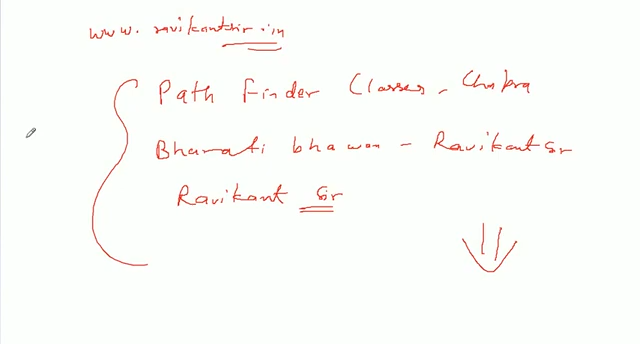 www. ravikantsir.in
Path Finder Classes - Chapra
Bharati bhawan - Ravikant sir
Ravikant sir